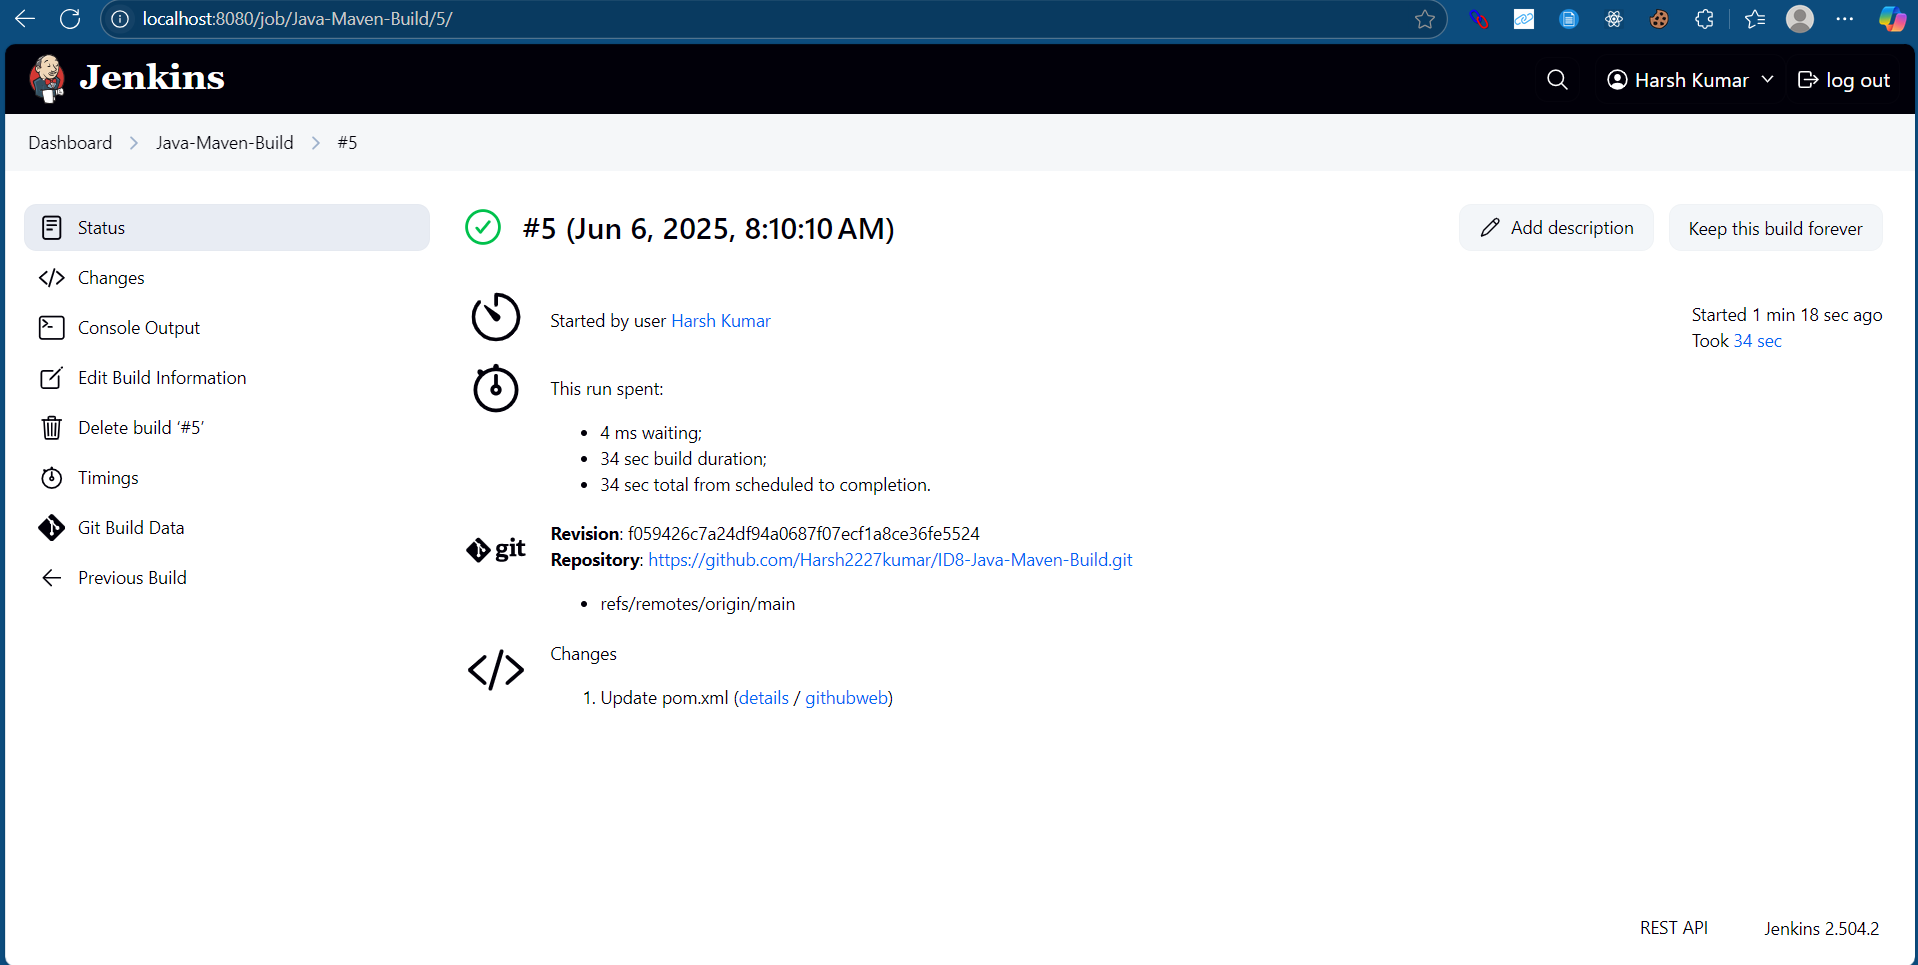 localhost:8080/job/Java-Maven-Build/5/
Jenkins
Harsh Kumar
log out
Dashboard
Java-Maven-Build
#5
Status
Changes
Console Output
Edit Build Information
Delete build ‘#5’
Timings
Git Build Data
Previous Build
#5 (Jun 6, 2025, 8:10:10 AM)
Add description
Keep this build forever
Started by user Harsh Kumar
Started 1 min 18 sec ago
Took 34 sec
This run spent:
• 4 ms waiting;
• 34 sec build duration;
• 34 sec total from scheduled to completion.
git
Revision: f059426c7a24df94a0687f07ecf1a8ce36fe5524
Repository: https://github.com/Harsh2227kumar/ID8-Java-Maven-Build.git
• refs/remotes/origin/main
Changes
1. Update pom.xml (details / githubweb)
REST API
Jenkins 2.504.2